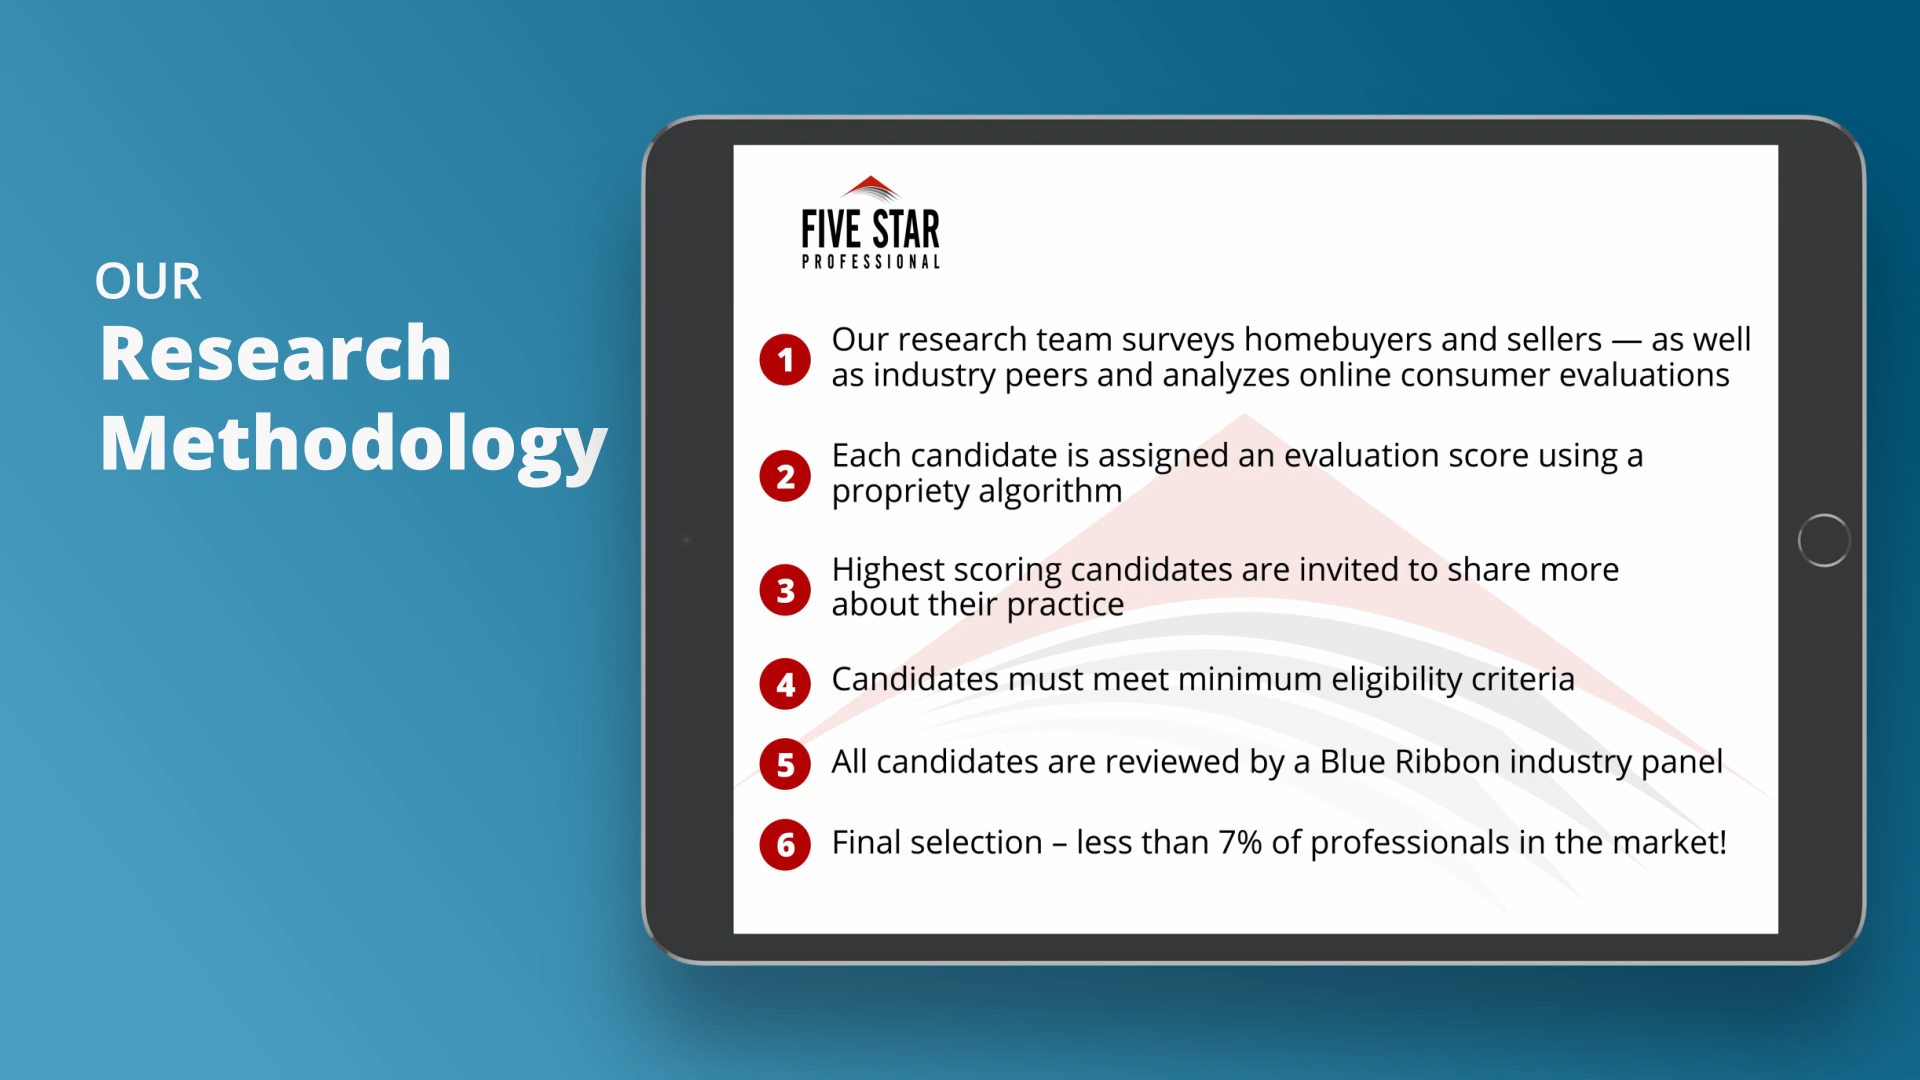 OUR
Research
Methodology
FIVE STAR
PROFESSIONAL
1 Our research team surveys homebuyers and sellers — as well
as industry peers and analyzes online consumer evaluations
2 Each candidate is assigned an evaluation score using a
propriety algorithm
3 Highest scoring candidates are invited to share more
about their practice
4 Candidates must meet minimum eligibility criteria
5 All candidates are reviewed by a Blue Ribbon industry panel
6 Final selection – less than 7% of professionals in the market!